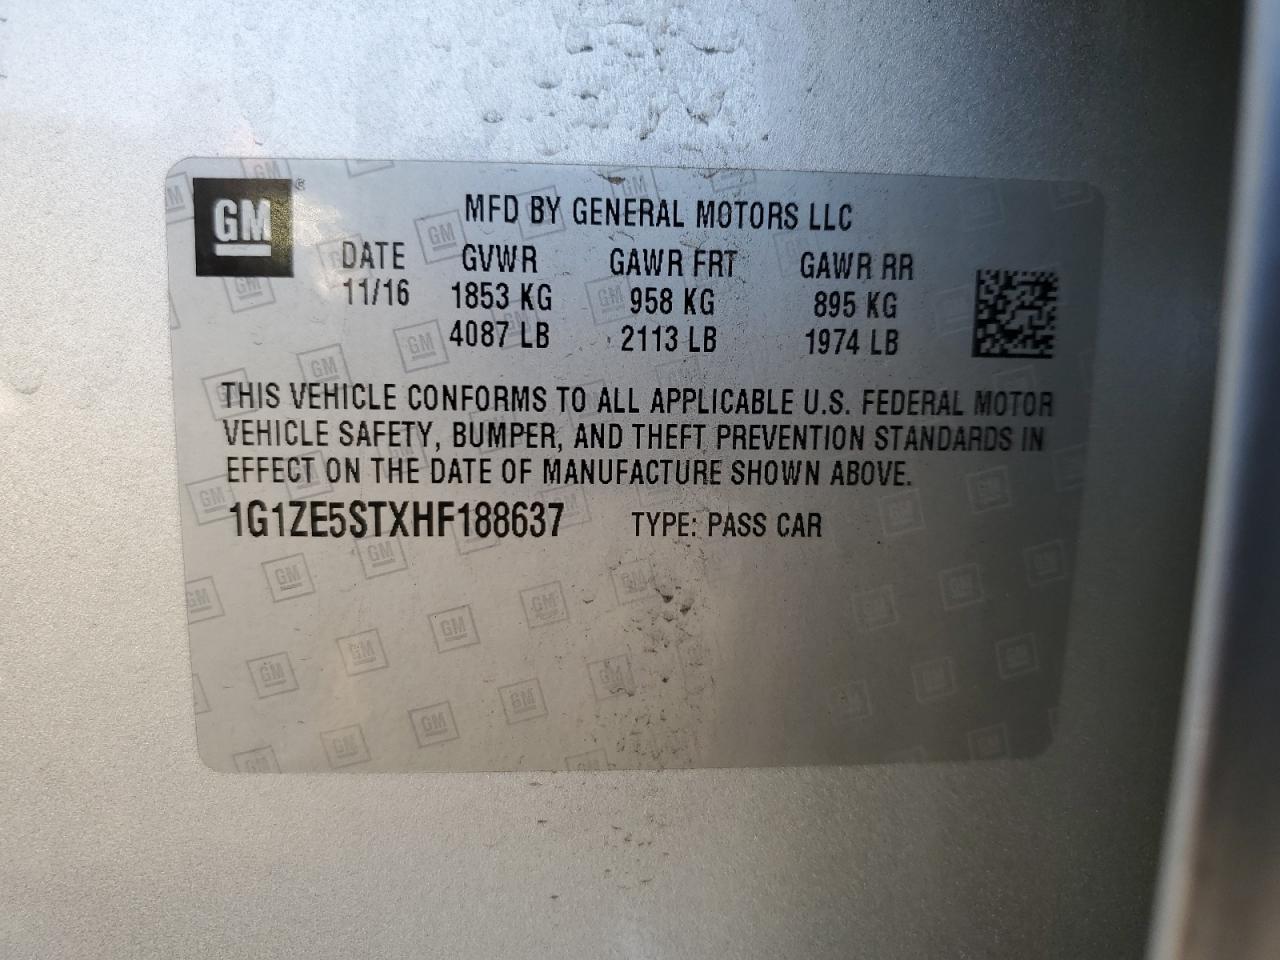 GM
MFD BY GENERAL MOTORS LLC
DATE GVWR GAWR FRT GAWR RR
11/16 1853 KG 958 KG 895 KG
4087 LB 2113 LB 1974 LB
THIS VEHICLE CONFORMS TO ALL APPLICABLE U.S. FEDERAL MOTOR
VEHICLE SAFETY, BUMPER, AND THEFT PREVENTION STANDARDS IN
EFFECT ON THE DATE OF MANUFACTURE SHOWN ABOVE.
1G1ZE5STXHF188637 TYPE: PASS CAR